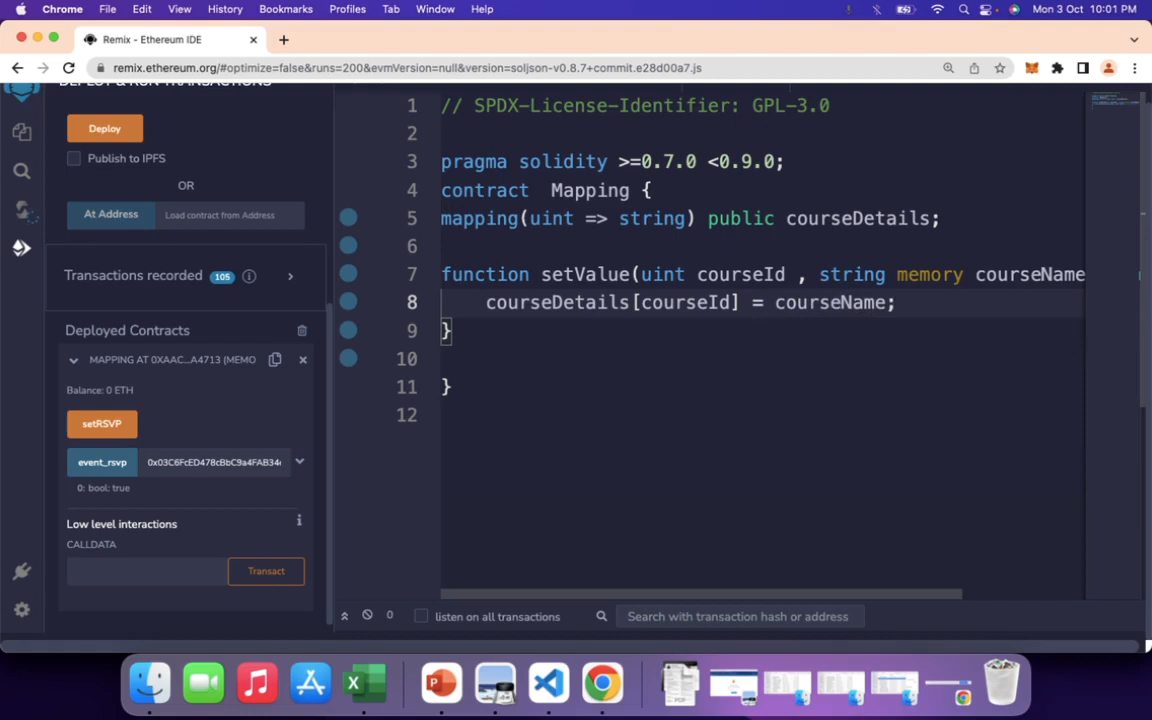 Chrome File Edit View History Bookmarks Profiles Tab Window Help Mon 3 Oct 10:01 PM
Remix - Ethereum IDE
remix.ethereum.org/#optimize=false&runs=200&evmVersion=null&version=soljson-v0.8.7+commit.e28d00a7.js
Deploy
Publish to IPFS
OR
At Address Load contract from Address
Transactions recorded 105
Deployed Contracts
MAPPING AT 0XAAC...A4713 (MEMO
Balance: 0 ETH
setRSVP
event_rsvp 0x03C6FcED478cBbC9a4FAB34
0: bool: true
Low level interactions
CALLDATA
Transact
1 // SPDX-License-Identifier: GPL-3.0
2
3 pragma solidity >=0.7.0 <0.9.0;
4 contract Mapping {
5 mapping(uint => string) public courseDetails;
6
7 function setValue(uint courseId , string memory courseName
8 courseDetails[courseId] = courseName;
9 }
10
11 }
12
0 listen on all transactions Search with transaction hash or address